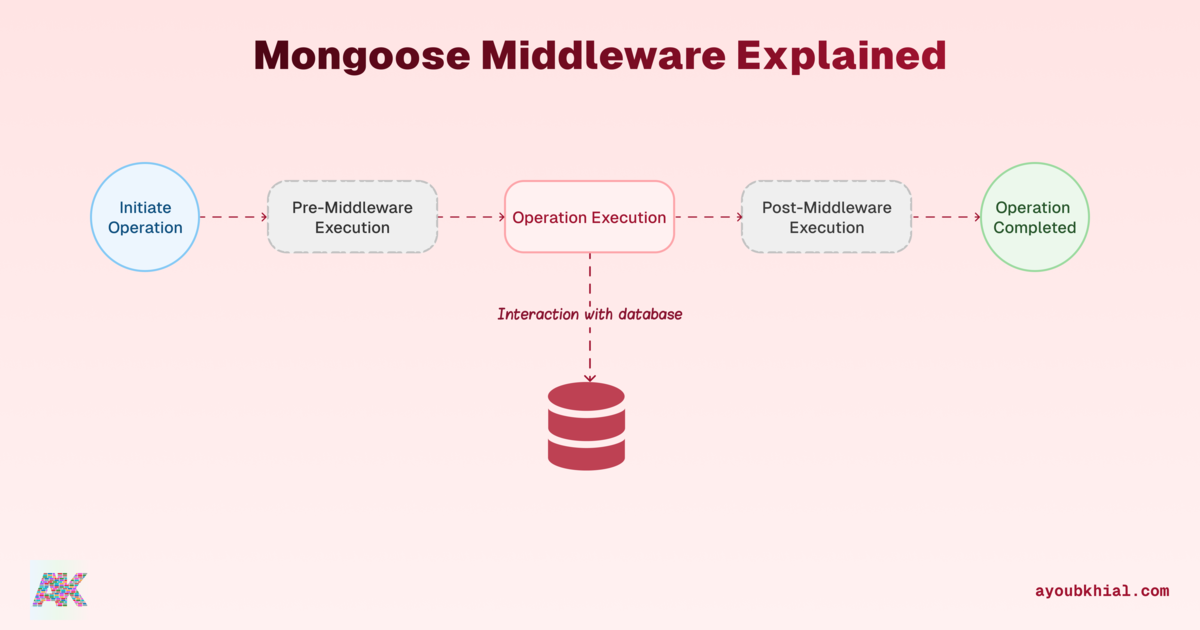 Mongoose Middleware Explained
Initiate
Operation
Pre-Middleware
Execution
Operation Execution
Post-Middleware
Execution
Operation
Completed
Interaction with database
AK
ayoubkhial.com